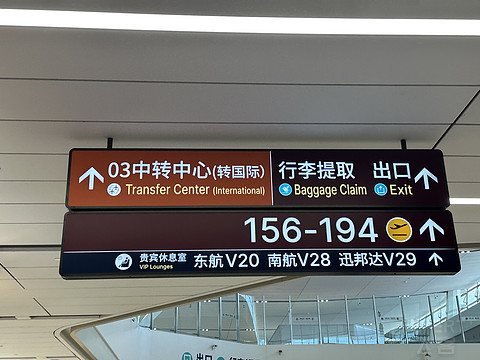 03中转中心(转国际)
Transfer Center (International)
行李提取 出口
Baggage Claim Exit
156-194
贵宾休息室 东航V20 南航V28 迅邦达V29
VIP Lounges
出口